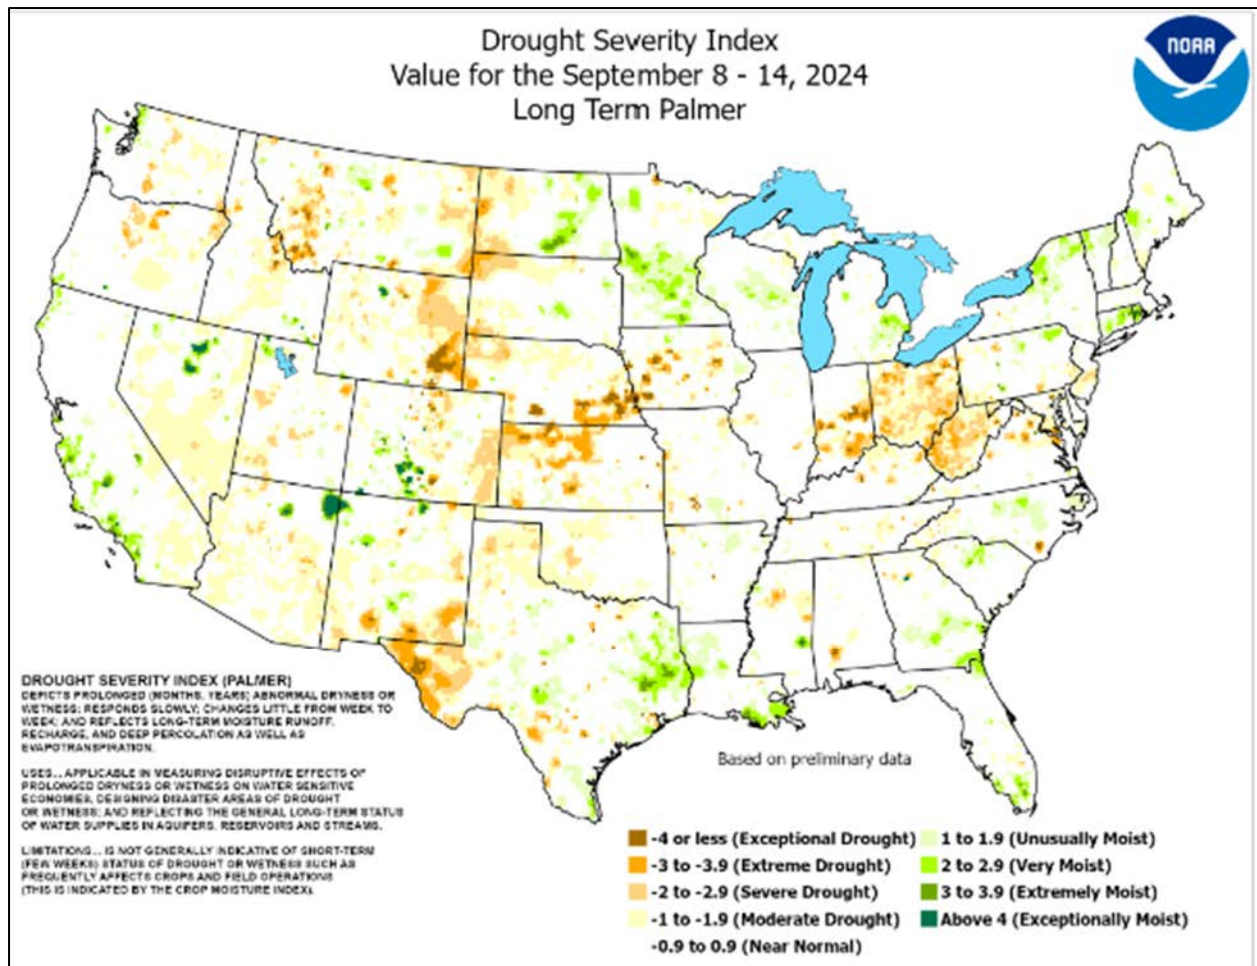 Drought Severity Index
Value for the September 8 - 14, 2024
Long Term Palmer
NOAA
DROUGHT SEVERITY INDEX (PALMER)
DEPICTS PROLONGED (MONTHS, YEARS) ABNORMAL DRYNESS OR
WETNESS; RESPONDS SLOWLY; CHANGES LITTLE FROM WEEK TO
WEEK; AND REFLECTS LONG-TERM MOISTURE RUNOFF,
RECHARGE, AND DEEP PERCOLATION AS WELL AS
EVAPOTRANSPIRATION.
USES... APPLICABLE IN MEASURING DISRUPTIVE EFFECTS OF
PROLONGED DRYNESS OR WETNESS ON WATER SENSITIVE
ECONOMIES, DESIGNING DISASTER AREAS OF DROUGHT
OR WETNESS; AND REFLECTING THE GENERAL LONG-TERM STATUS
OF WATER SUPPLIES IN AQUIFERS, RESERVOIRS AND STREAMS.
LIMITATIONS... IS NOT GENERALLY INDICATIVE OF SHORT-TERM
(FEW WEEKS) STATUS OF DROUGHT OR WETNESS SUCH AS
FREQUENTLY AFFECTS CROPS AND FIELD OPERATIONS
(THIS IS INDICATED BY THE CROP MOISTURE INDEX).
Based on preliminary data
-4 or less (Exceptional Drought)
-3 to -3.9 (Extreme Drought)
-2 to -2.9 (Severe Drought)
-1 to -1.9 (Moderate Drought)
-0.9 to 0.9 (Near Normal)
1 to 1.9 (Unusually Moist)
2 to 2.9 (Very Moist)
3 to 3.9 (Extremely Moist)
Above 4 (Exceptionally Moist)